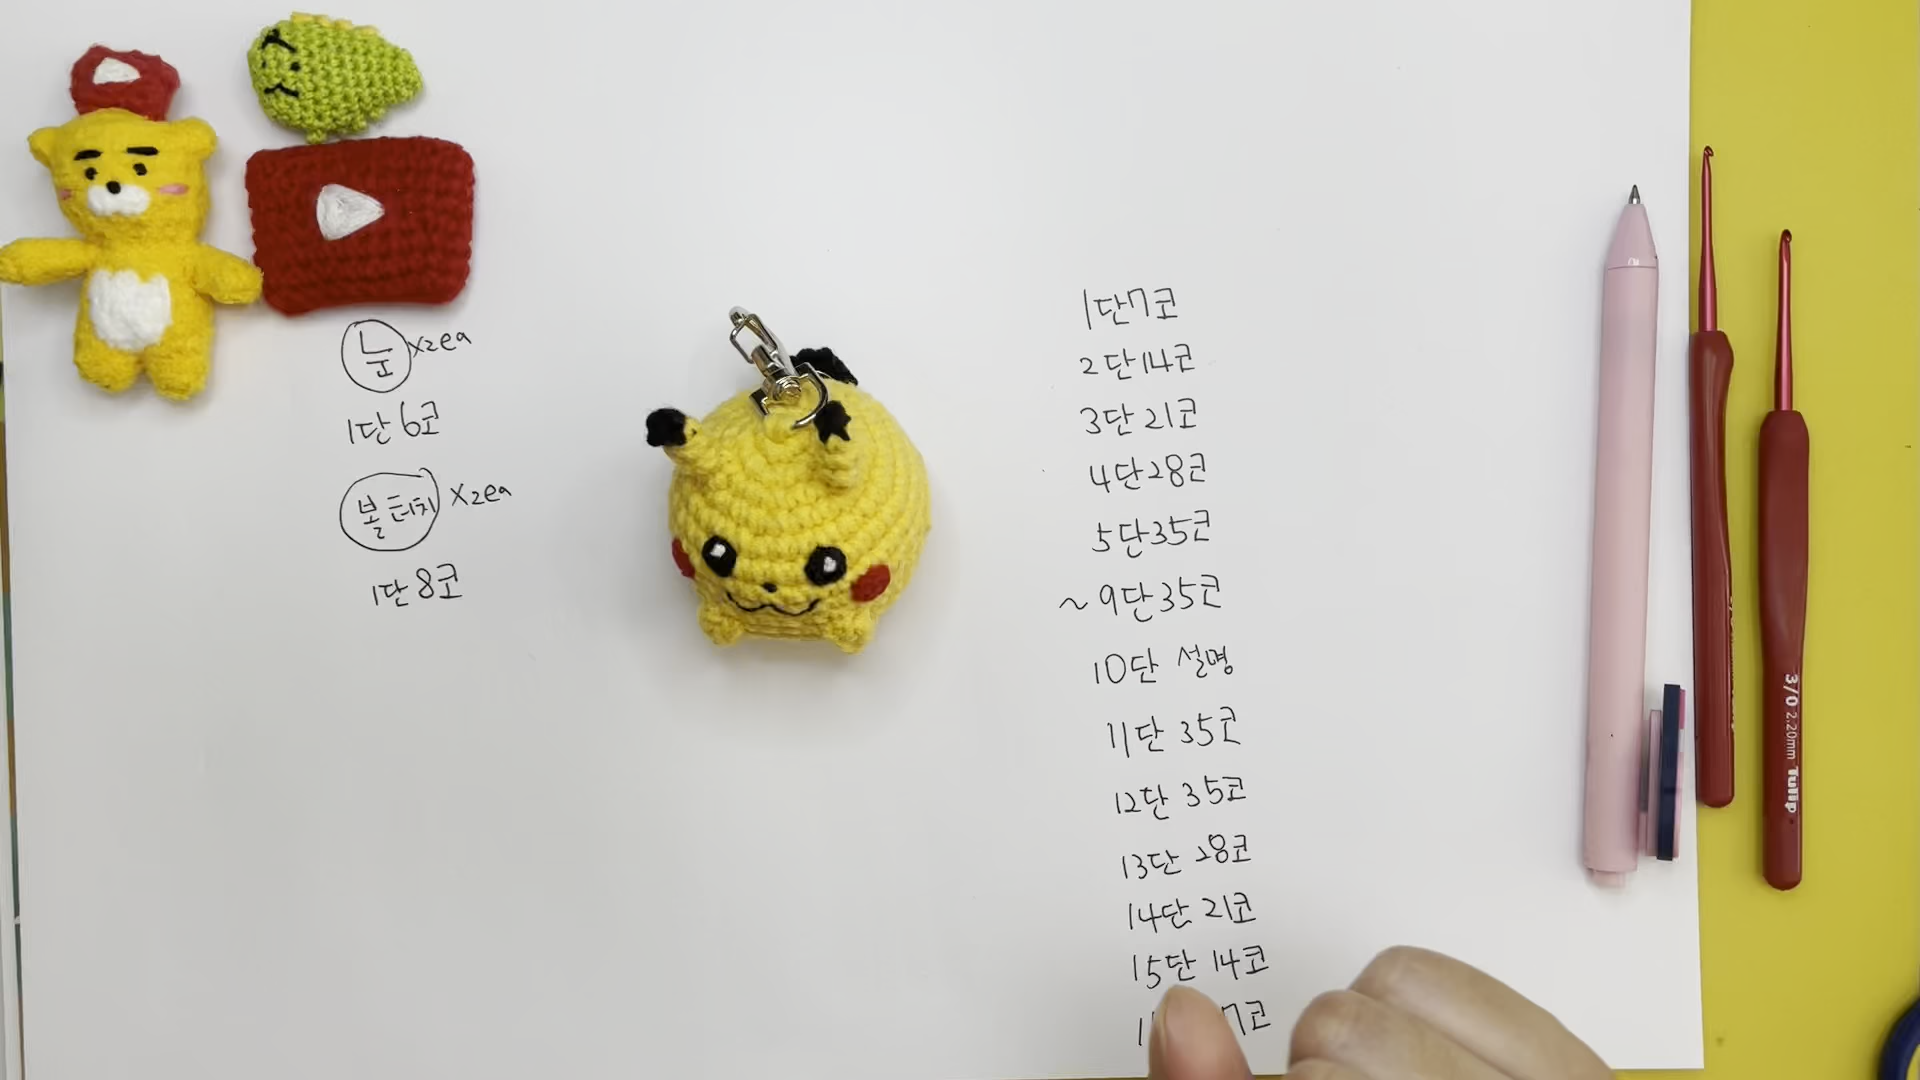 눈 x2ea
1단 6코
볼터치 x2ea
1단 8코
1단 7코
2단 14코
3단 21코
4단 28코
5단 35코
~9단 35코
10단 설명
11단 35코
12단 35코
13단 28코
14단 21코
15단 14코
7코
3/0 2.20mm Tulip